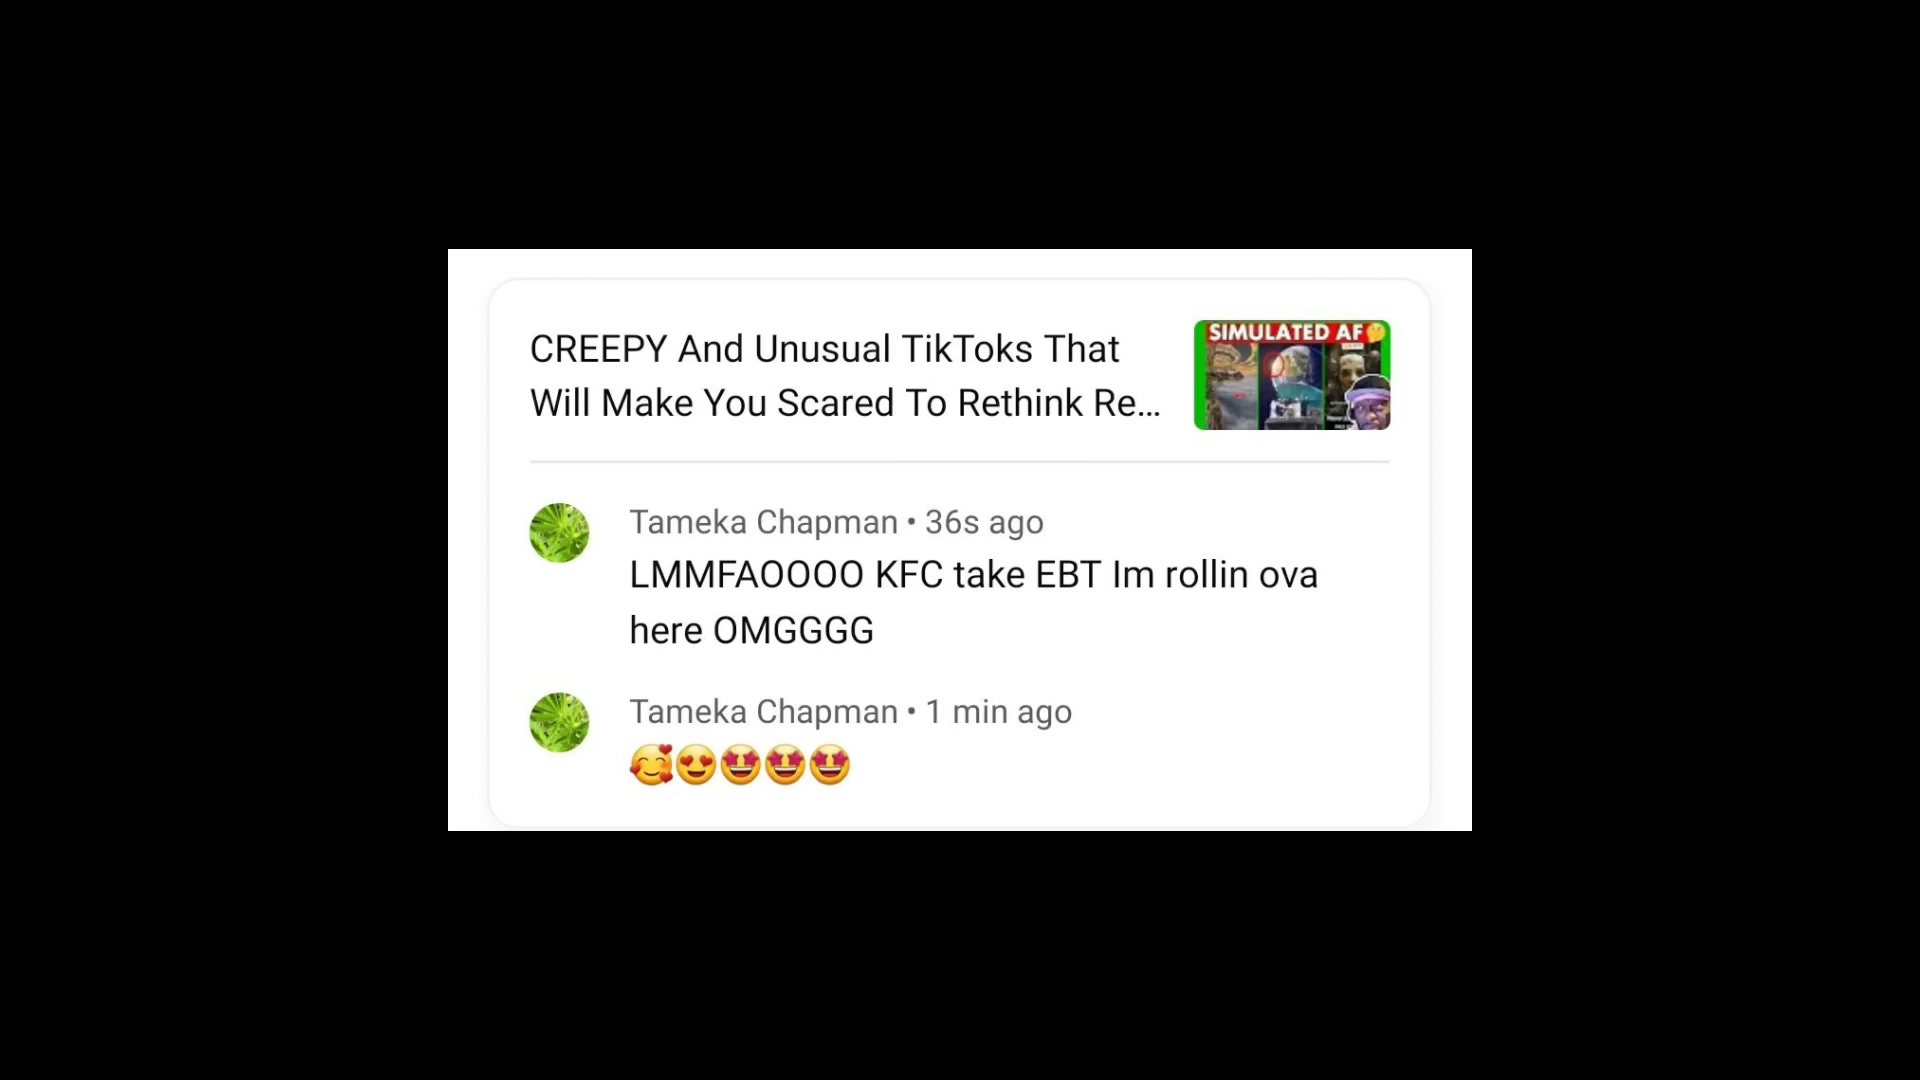 CREEPY And Unusual TikToks That
Will Make You Scared To Rethink Re...
SIMULATED AF🤔
Tameka Chapman • 36s ago
LMMFAOOOO KFC take EBT Im rollin ova
here OMGGGG
Tameka Chapman • 1 min ago
🥰😍🤩🤩🤩